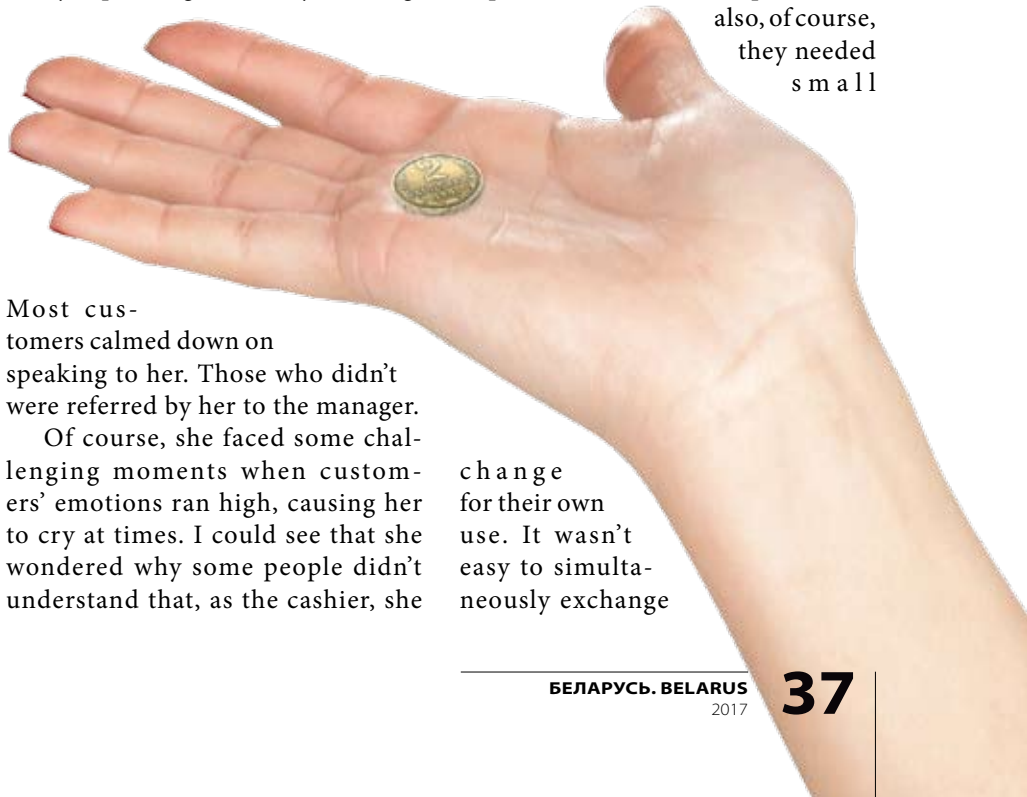 Most cus-
tomers calmed down on
speaking to her. Those who didn’t
were referred by her to the manager.
Of course, she faced some chal-
lenging moments when custom-
ers’ emotions ran high, causing her
to cry at times. I could see that she
wondered why some people didn’t
understand that, as the cashier, she
also, of course,
they needed
small
change
for their own
use. It wasn’t
easy to simulta-
neously exchange
2
БЕЛАРУСЬ. BELARUS
2017
37